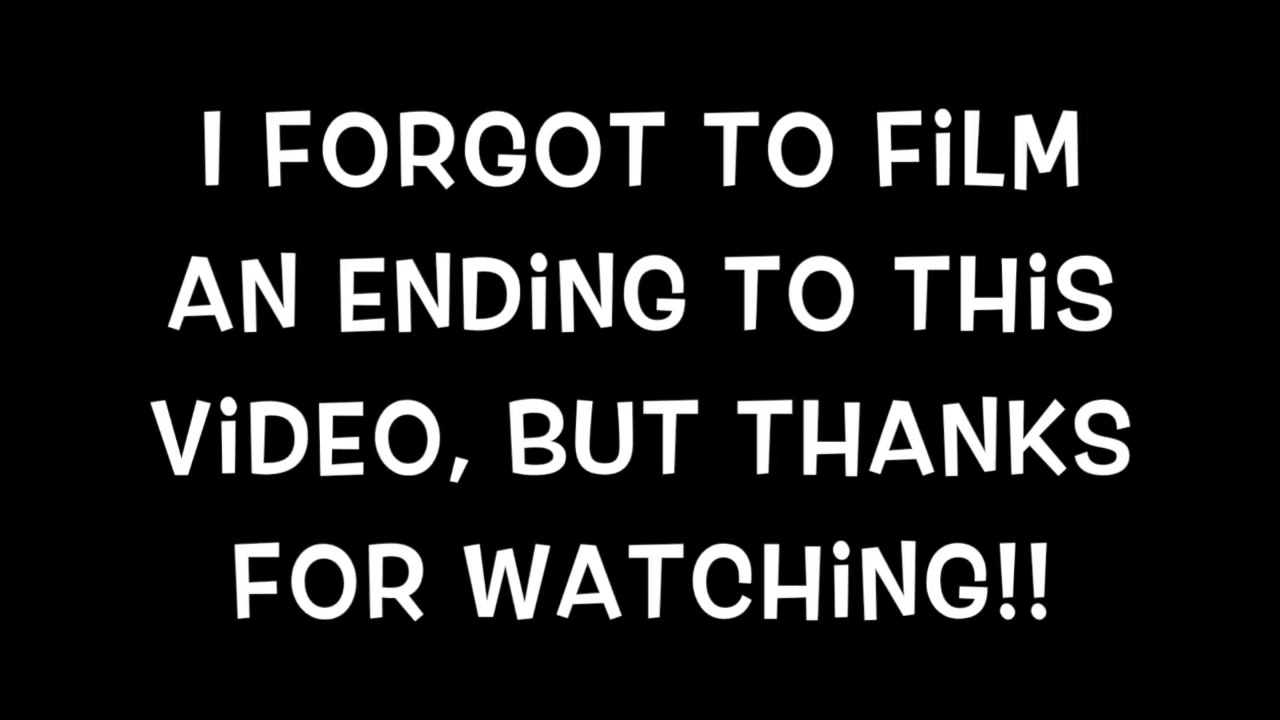 I FORGOT TO FiLM
AN ENDiNG TO THiS
ViDEO, BUT THANKS
FOR WATCHiNG!!